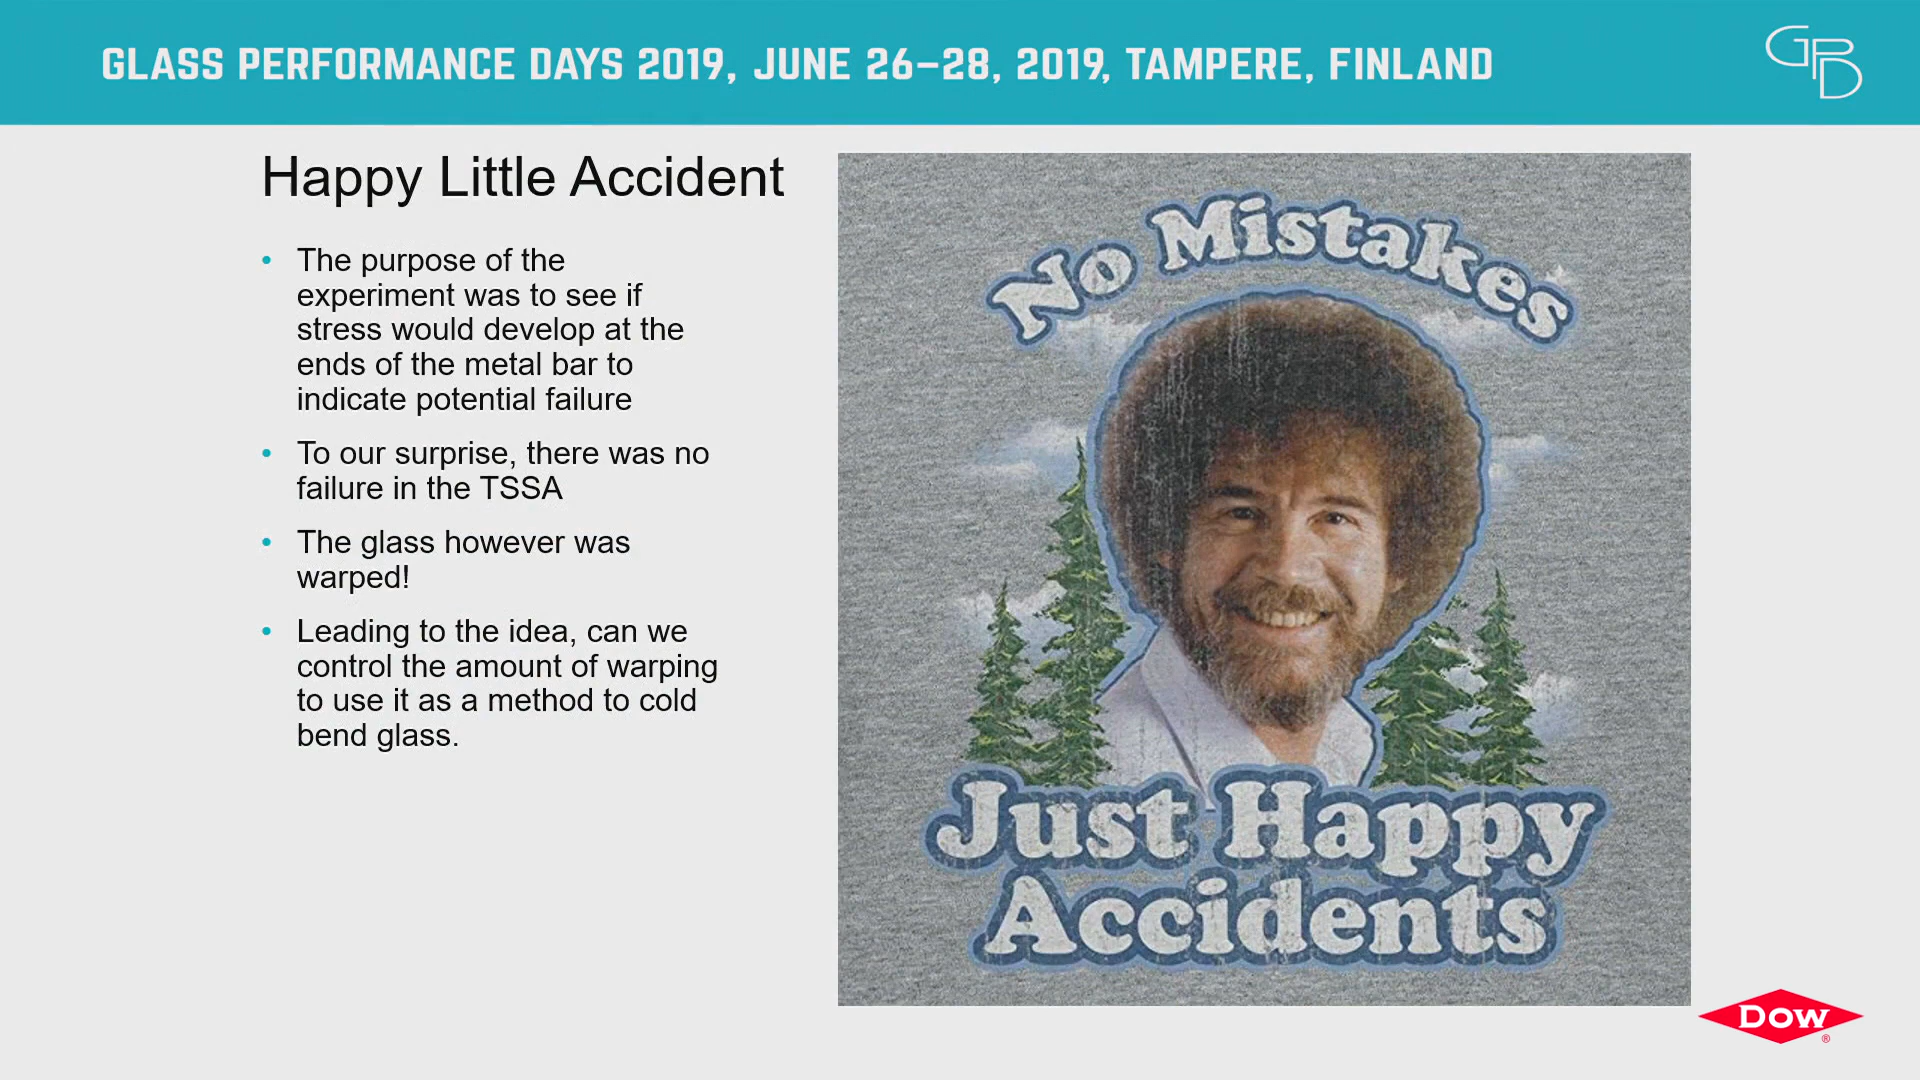 GLASS PERFORMANCE DAYS 2019, JUNE 26–28, 2019, TAMPERE, FINLAND
GPD
Happy Little Accident
• The purpose of the
experiment was to see if
stress would develop at the
ends of the metal bar to
indicate potential failure
• To our surprise, there was no
failure in the TSSA
• The glass however was
warped!
• Leading to the idea, can we
control the amount of warping
to use it as a method to cold
bend glass.
No Mistakes
Just Happy
Accidents
Dow®